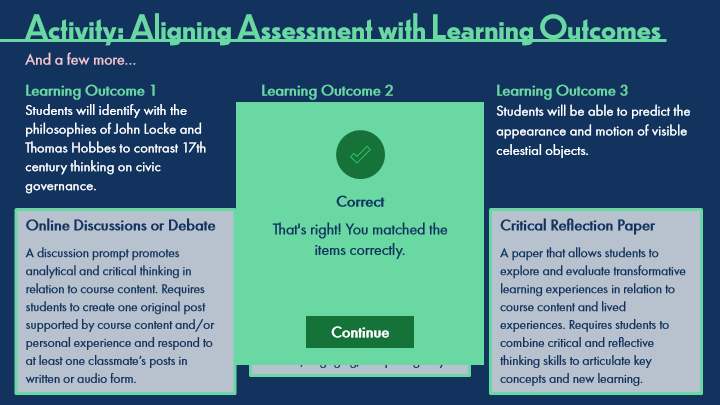 Activity: Aligning Assessment with Learning Outcomes
And a few more...
Learning Outcome 1
Students will identify with the
philosophies of John Locke and
Thomas Hobbes to contrast 17th
century thinking on civic
governance.
Online Discussions or Debate
A discussion prompt promotes
analytical and critical thinking in
relation to course content. Requires
students to create one original post
supported by course content and/or
personal experience and respond to
at least one classmate's posts in
written or audio form.
Learning Outcome 2
Correct
That's right! You matched the
items correctly.
Continue
Learning Outcome 3
Students will be able to predict the
appearance and motion of visible
celestial objects.
Critical Reflection Paper
A paper that allows students to
explore and evaluate transformative
learning experiences in relation to
course content and lived
experiences. Requires students to
combine critical and reflective
thinking skills to articulate key
concepts and new learning.